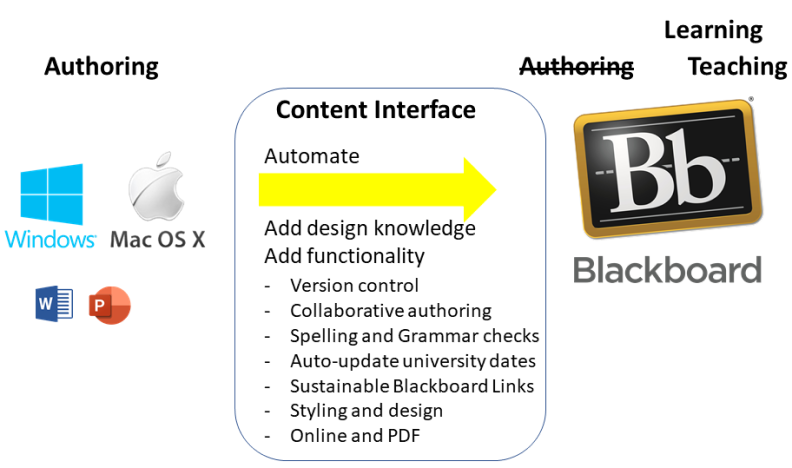 Learning
Authoring
Authoring
Teaching
Content Interface
Automate
Add design knowledge
Add functionality
- Version control
- Collaborative authoring
- Spelling and Grammar checks
- Auto-update university dates
- Sustainable Blackboard Links
- Styling and design
- Online and PDF
Windows
Mac OS X
W
P
Bb
®
Blackboard